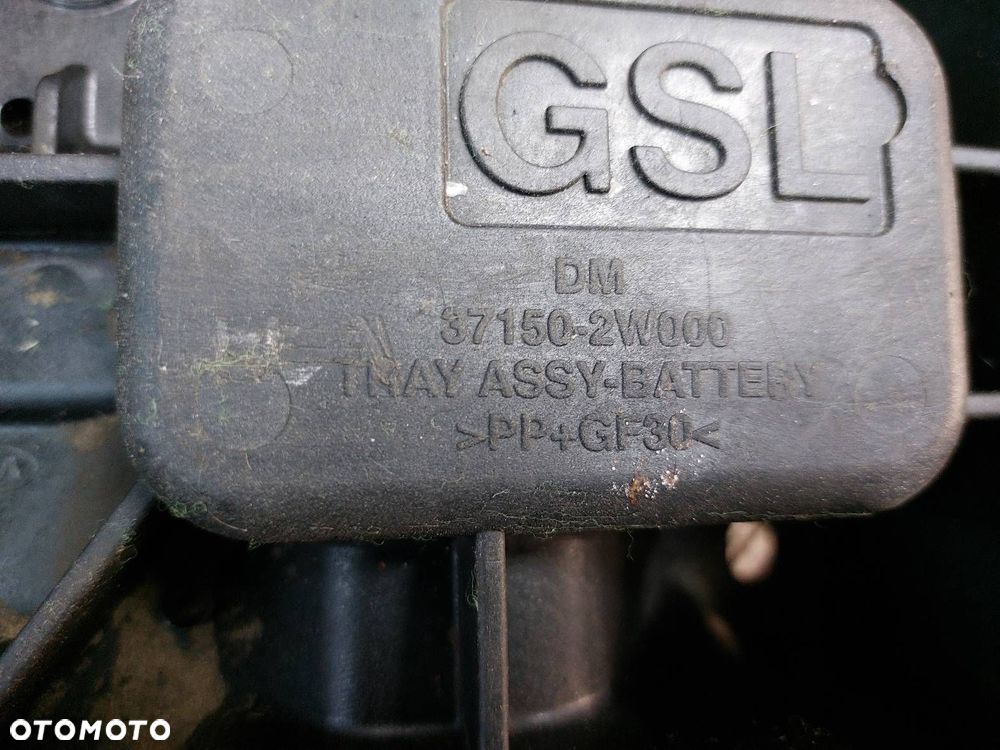 GSL
DM
37150-2W000
TRAY ASSY-BATTERY
>PP+GF30<
OTOMOTO